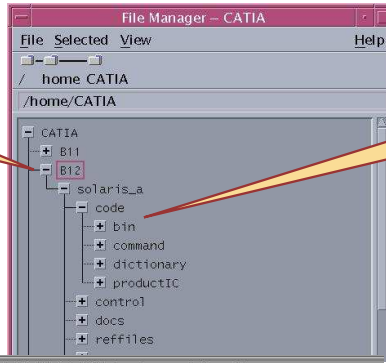 File Manager – CATIA
File Selected View Help
/ home CATIA
/home/CATIA
CATIA
B11
B12
solaris_a
code
bin
command
dictionary
productIC
control
docs
reffiles